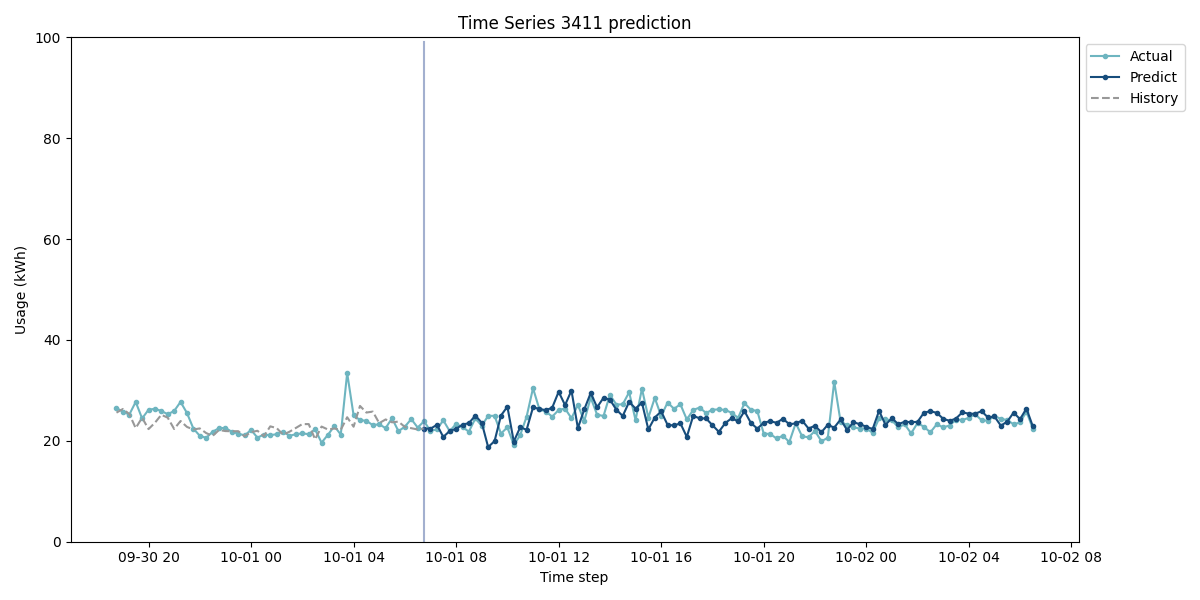 Time Series 3411 prediction
Usage (kWh)
100
80
60
40
20
0
09-30 20
10-01 00
10-01 04
10-01 08
10-01 12
10-01 16
10-01 20
10-02 00
10-02 04
10-02 08
Time step
Actual
Predict
History